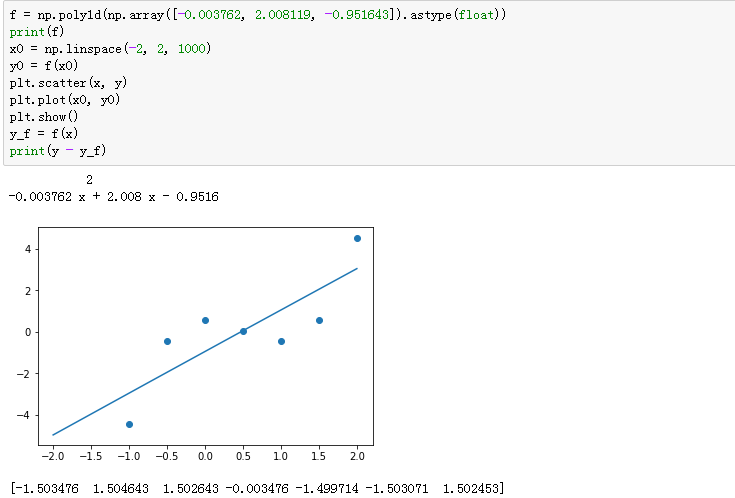 f = np.poly1d(np.array([-0.003762, 2.008119, -0.951643]).astype(float))
print(f)
x0 = np.linspace(-2, 2, 1000)
y0 = f(x0)
plt.scatter(x, y)
plt.plot(x0, y0)
plt.show()
y_f = f(x)
print(y - y_f)
2
-0.003762 x + 2.008 x - 0.9516
4
2
0
−2
−4
−2.0 −1.5 −1.0 −0.5 0.0 0.5 1.0 1.5 2.0
[-1.503476 1.504643 1.502643 -0.003476 -1.499714 -1.503071 1.502453]